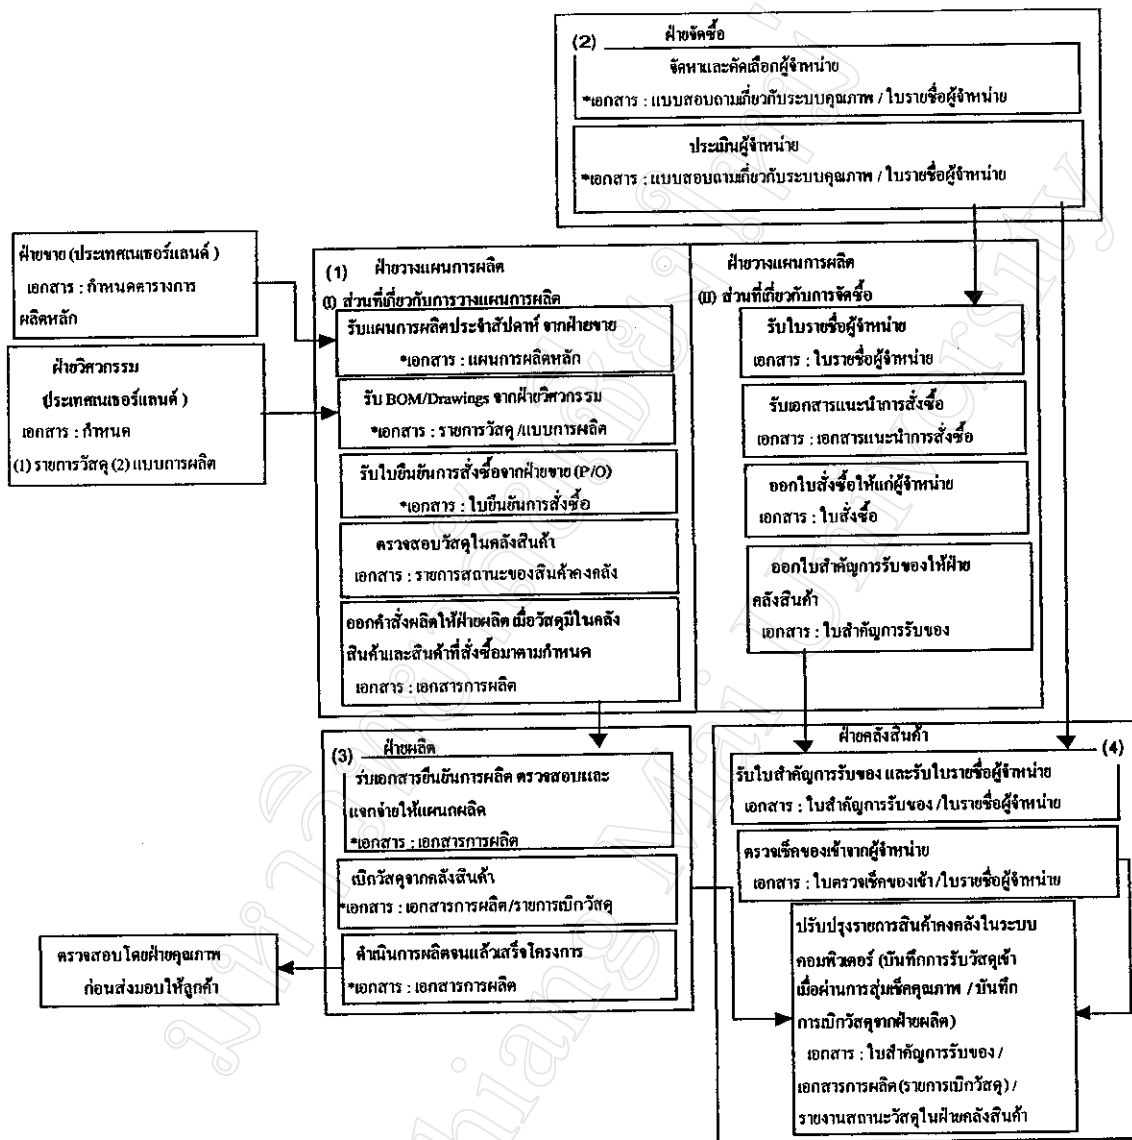 (2) ฝ่ายจัดซื้อ
จัดหาและคัดเลือกผู้จำหน่าย
*เอกสาร : แบบสอบถามเกี่ยวกับระบบคุณภาพ / ใบรายชื่อผู้จำหน่าย
ประเมินผู้จำหน่าย
*เอกสาร : แบบสอบถามเกี่ยวกับระบบคุณภาพ / ใบรายชื่อผู้จำหน่าย
ฝ่ายขาย (ประเทศเนเธอร์แลนด์ )
เอกสาร : กำหนดตารางการ
ผลิตหลัก
ฝ่ายวิศวกรรม
(ประเทศเนเธอร์แลนด์ )
เอกสาร : กำหนด
(1) รายการวัสดุ (2) แบบการผลิต
(1) ฝ่ายวางแผนการผลิต
(I) ส่วนที่เกี่ยวกับการวางแผนการผลิต
รับแผนการผลิตประจำสัปดาห์ จากฝ่ายขาย
*เอกสาร : แผนการผลิตหลัก
รับ BOM/Drawings จากฝ่ายวิศวกรรม
*เอกสาร : รายการวัสดุ /แบบการผลิต
รับใบยืนยันการสั่งซื้อจากฝ่ายขาย (P/O)
*เอกสาร : ใบยืนยันการสั่งซื้อ
ตรวจสอบวัสดุในคลังสินค้า
เอกสาร : รายการสถานะของสินค้าคงคลัง
ออกคำสั่งผลิตให้ฝ่ายผลิต เมื่อวัสดุมีในคลัง
สินค้าและสินค้าที่สั่งซื้อมาตามกำหนด
เอกสาร : เอกสารการผลิต
ฝ่ายวางแผนการผลิต
(II) ส่วนที่เกี่ยวกับการจัดซื้อ
รับใบรายชื่อผู้จำหน่าย
เอกสาร : ใบรายชื่อผู้จำหน่าย
รับเอกสารแนะนำการสั่งซื้อ
เอกสาร : เอกสารแนะนำการสั่งซื้อ
ออกใบสั่งซื้อให้แก่ผู้จำหน่าย
เอกสาร : ใบสั่งซื้อ
ออกใบสำคัญการรับของให้ฝ่าย
คลังสินค้า
เอกสาร : ใบสำคัญการรับของ
(3) ฝ่ายผลิต
รับเอกสารยืนยันการผลิต ตรวจสอบและ
แจกจ่ายให้แผนกผลิต
*เอกสาร : เอกสารการผลิต
เบิกวัสดุจากคลังสินค้า
*เอกสาร : เอกสารการผลิต/รายการเบิกวัสดุ
ดำเนินการผลิตจนแล้วเสร็จโครงการ
*เอกสาร : เอกสารการผลิต
ตรวจสอบโดยฝ่ายคุณภาพ
ก่อนส่งมอบให้ลูกค้า
ฝ่ายคลังสินค้า (4)
รับใบสำคัญการรับของ และรับใบรายชื่อผู้จำหน่าย
เอกสาร : ใบสำคัญการรับของ /ใบรายชื่อผู้จำหน่าย
ตรวจเช็คของเข้าจากผู้จำหน่าย
เอกสาร : ใบตรวจเช็คของเข้า/ใบรายชื่อผู้จำหน่าย
ปรับปรุงรายการสินค้าคงคลังในระบบ
คอมพิวเตอร์ (บันทึกการรับวัสดุเข้า
เมื่อผ่านการสุ่มเช็คคุณภาพ / บันทึก
การเบิกวัสดุจากฝ่ายผลิต)
เอกสาร : ใบสำคัญการรับของ /
เอกสารการผลิต (รายการเบิกวัสดุ) /
รายงานสถานะวัสดุในฝ่ายคลังสินค้า